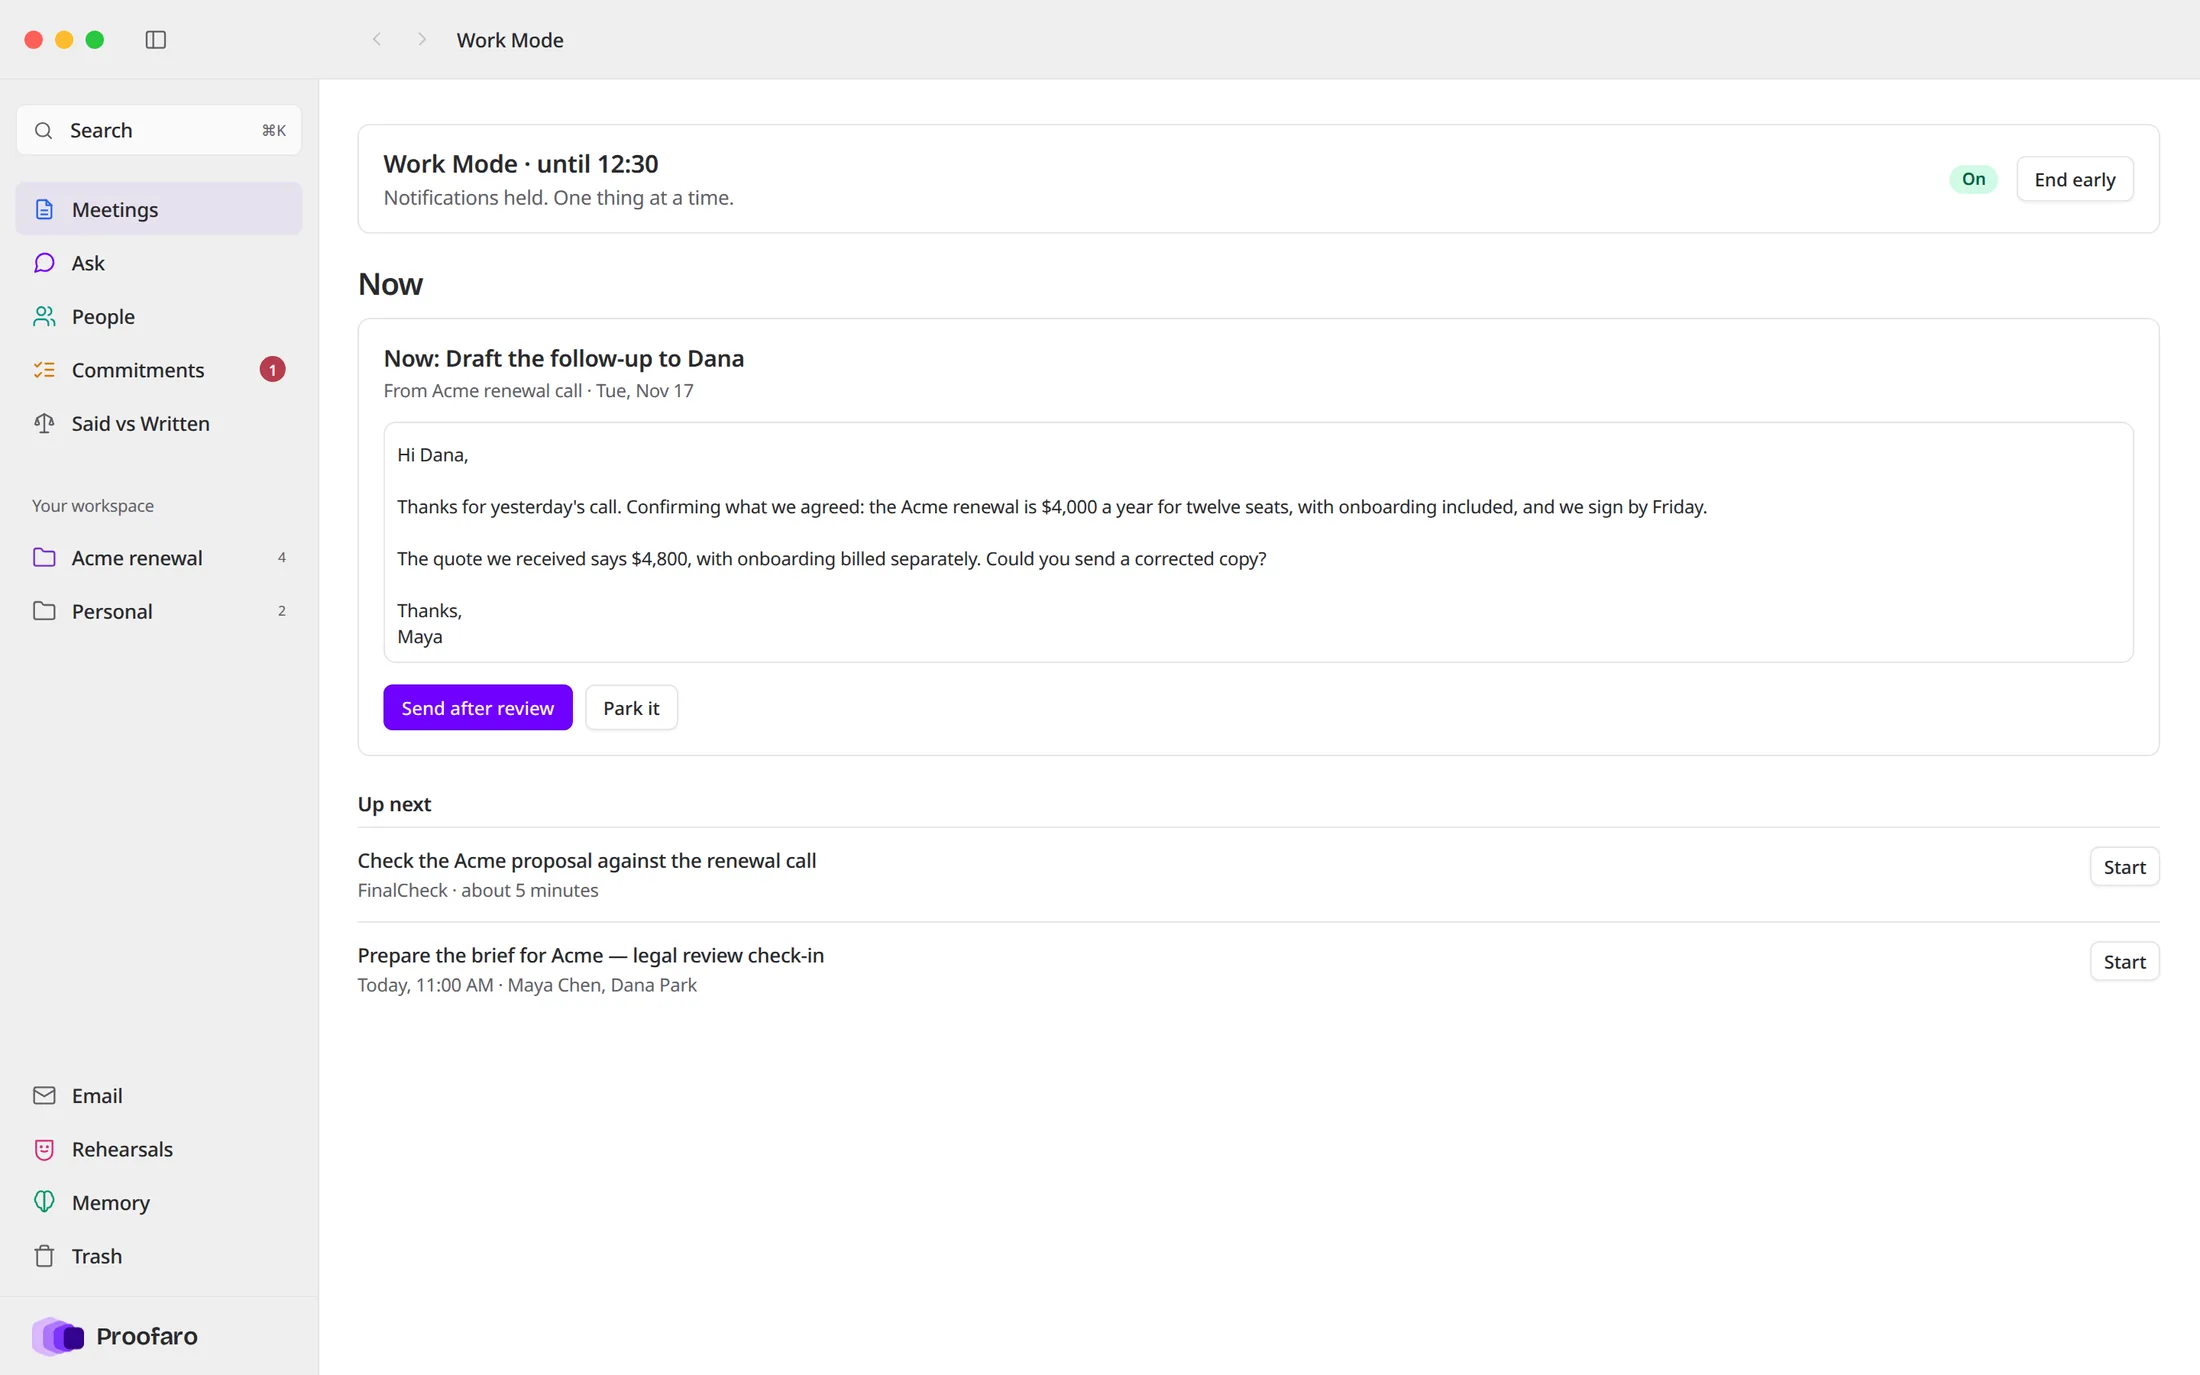 Work Mode
Search ⌘K
Meetings
Ask
People
Commitments 1
Said vs Written
Your workspace
Acme renewal 4
Personal 2
Email
Rehearsals
Memory
Trash
Proofaro
Work Mode · until 12:30
Notifications held. One thing at a time.
On
End early
Now
Now: Draft the follow-up to Dana
From Acme renewal call · Tue, Nov 17
Hi Dana,
Thanks for yesterday's call. Confirming what we agreed: the Acme renewal is $4,000 a year for twelve seats, with onboarding included, and we sign by Friday.
The quote we received says $4,800, with onboarding billed separately. Could you send a corrected copy?
Thanks,
Maya
Send after review
Park it
Up next
Check the Acme proposal against the renewal call
FinalCheck · about 5 minutes
Start
Prepare the brief for Acme — legal review check-in
Today, 11:00 AM · Maya Chen, Dana Park
Start